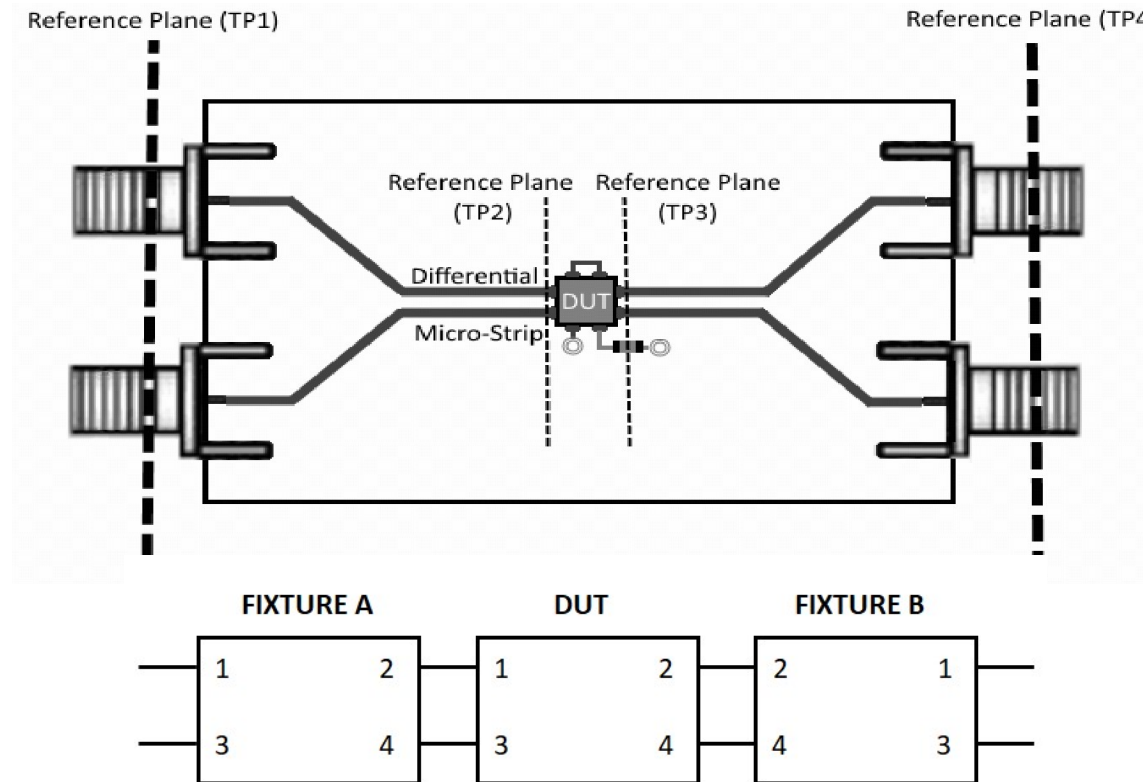 Reference Plane (TP1)
Reference Plane (TP4
Reference Plane
(TP2)
Reference Plane
(TP3)
Differential
DUT
Micro-Strip
FIXTURE A
DUT
FIXTURE B
1 2 1 2 2 1
3 4 3 4 4 3